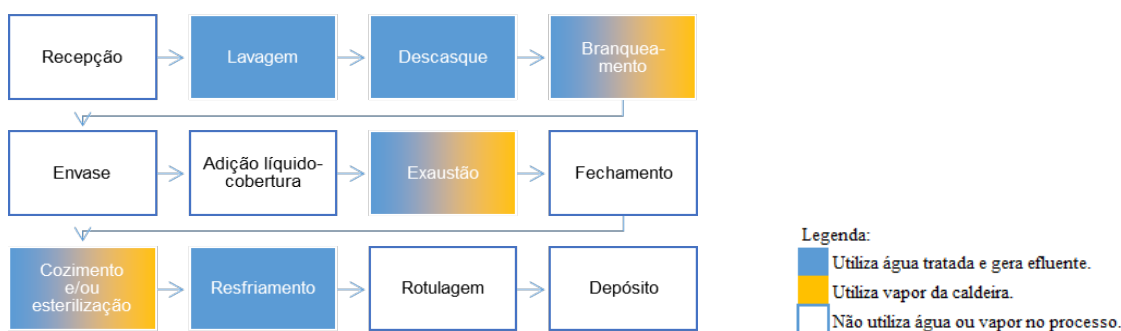 Recepção
Lavagem
Descasque
Branquea-
mento
Envase
Adição líquido-
cobertura
Exaustão
Fechamento
Cozimento
e/ou
esterilização
Resfriamento
Rotulagem
Depósito
Legenda:
Utiliza água tratada e gera efluente.
Utiliza vapor da caldeira.
Não utiliza água ou vapor no processo.